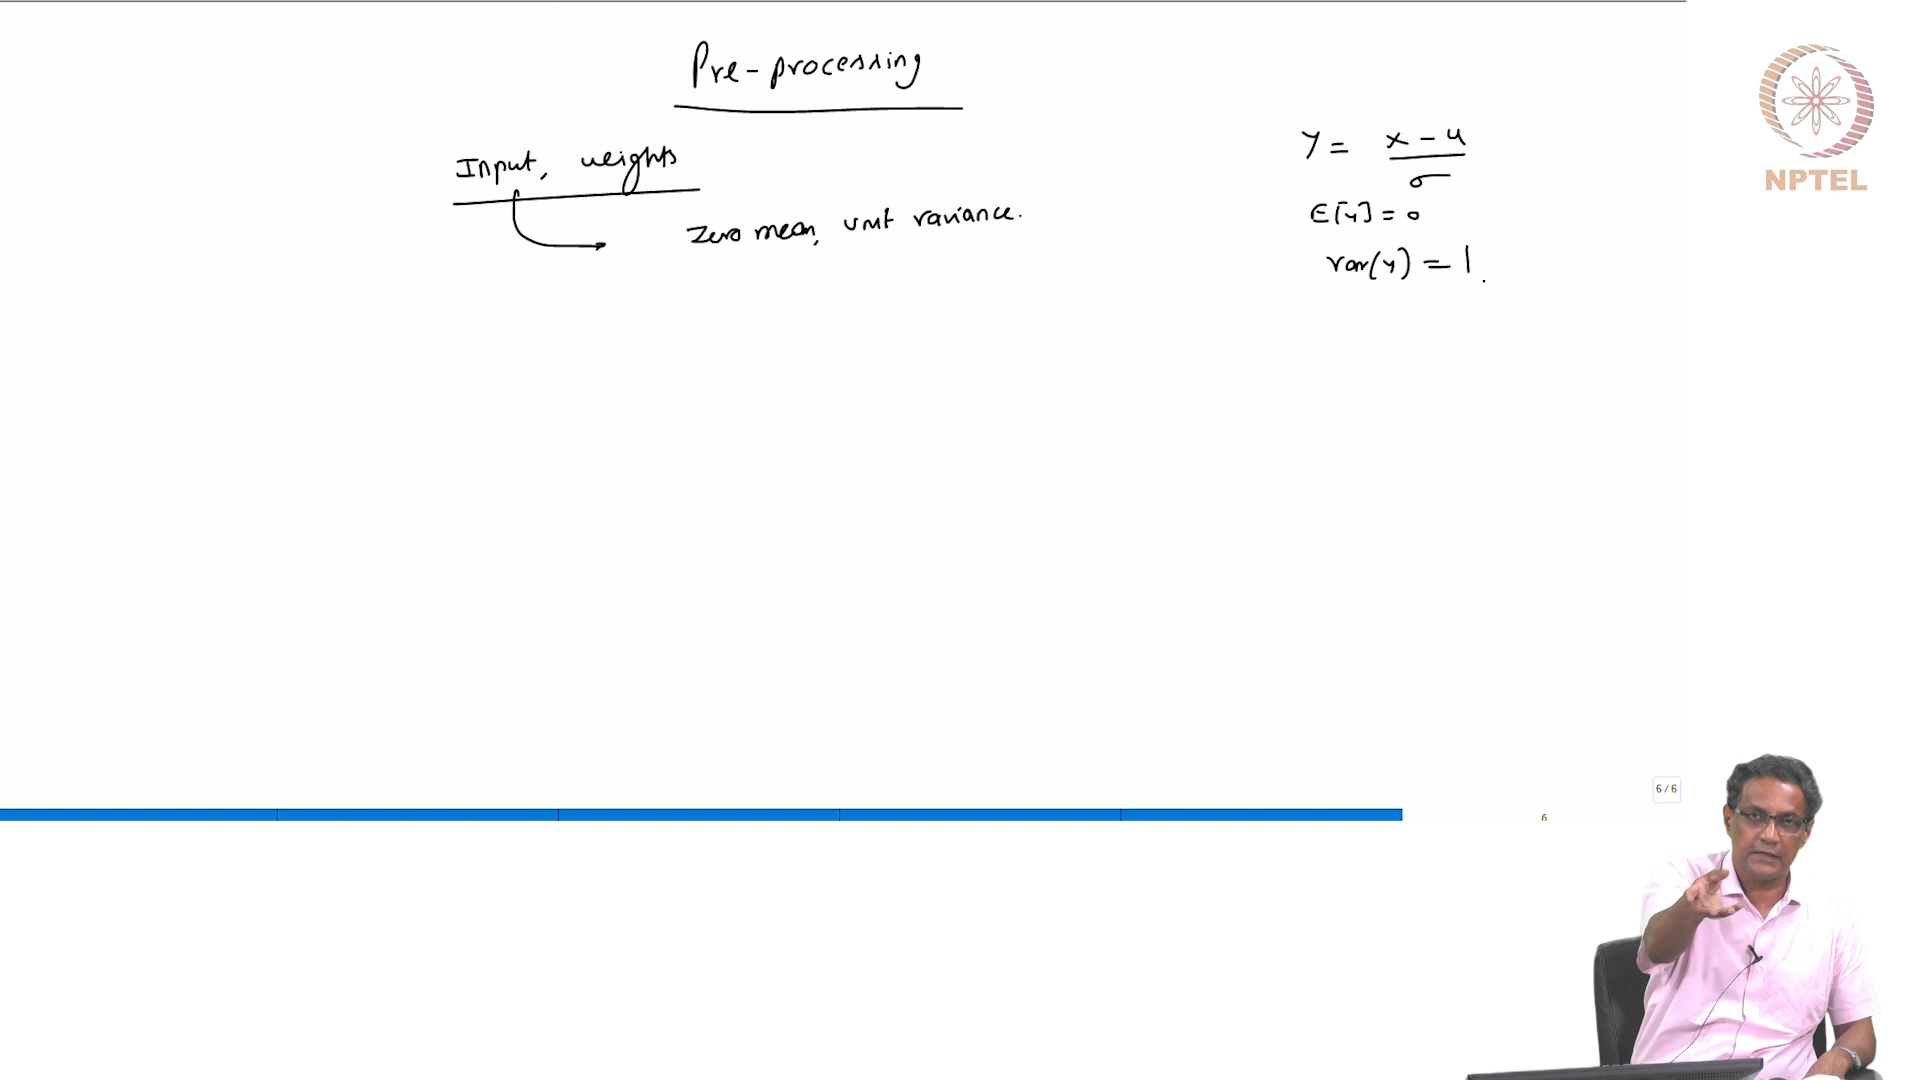 Pre-processing
Input, weights
Zero mean, unit variance.
Y = x - μ / σ
E[Y] = 0
var(Y) = 1.
NPTEL
6/6
6